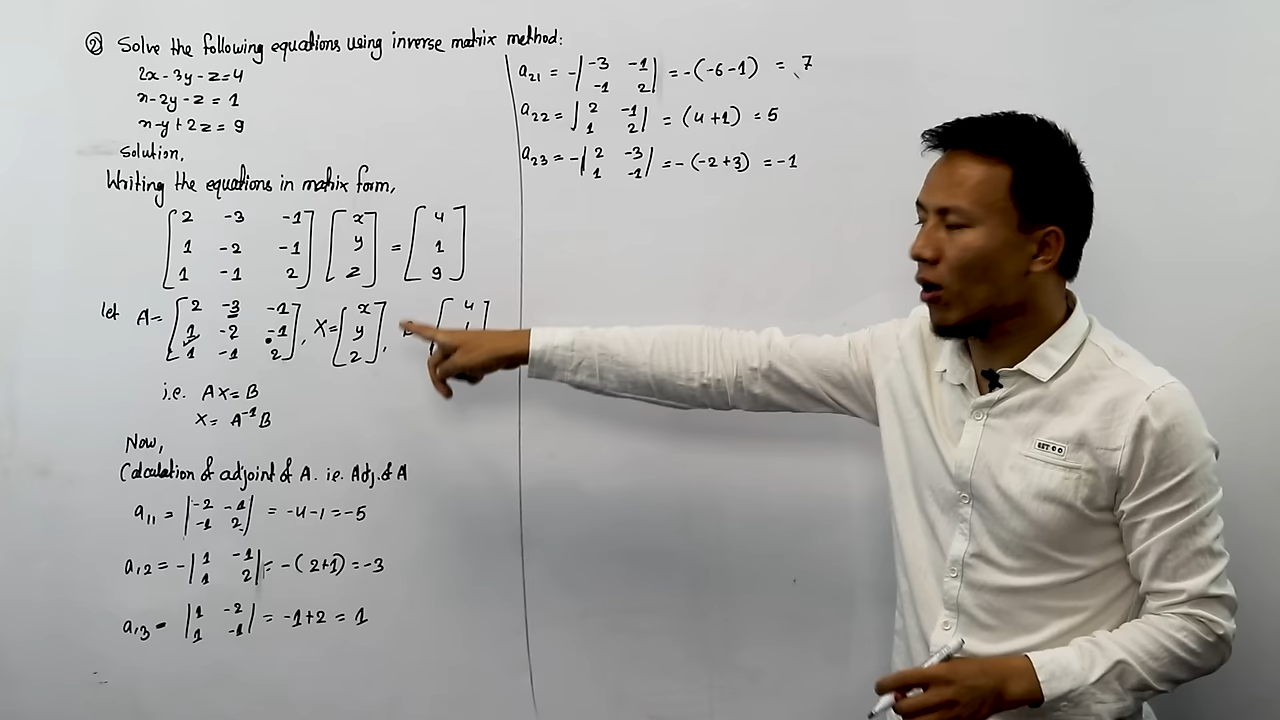 ② Solve the following equations using inverse matrix method:
2x-3y-z=4
x-2y-z=1
x-y+2z=9
Solution,
Writing the equations in matrix form,
[2 -3 -1] [x] = [4]
[1 -2 -1] [y] [1]
[1 -1 2] [z] [9]
let A= [2 -3 -1], X= [x], [4]
[1 -2 -1] [y]
[1 -1 2] [z]
i.e. AX=B
X= A⁻¹B
Now,
Calculation of adjoint of A. i.e. Adj. of A
a₁₁ = |-2 -1| = -4-1=-5
|-1 2|
a₁₂ = -|1 -1| = -(2+1)=-3
|1 2|
a₁₃ = |1 -2| = -1+2 = 1
|1 -1|
a₂₁ = -|-3 -1| = -(-6-1) = 7
|-1 2|
a₂₂ = |2 -1| = (4+1) = 5
|1 2|
a₂₃ = -|2 -3| = -(-2+3) = -1
|1 -1|